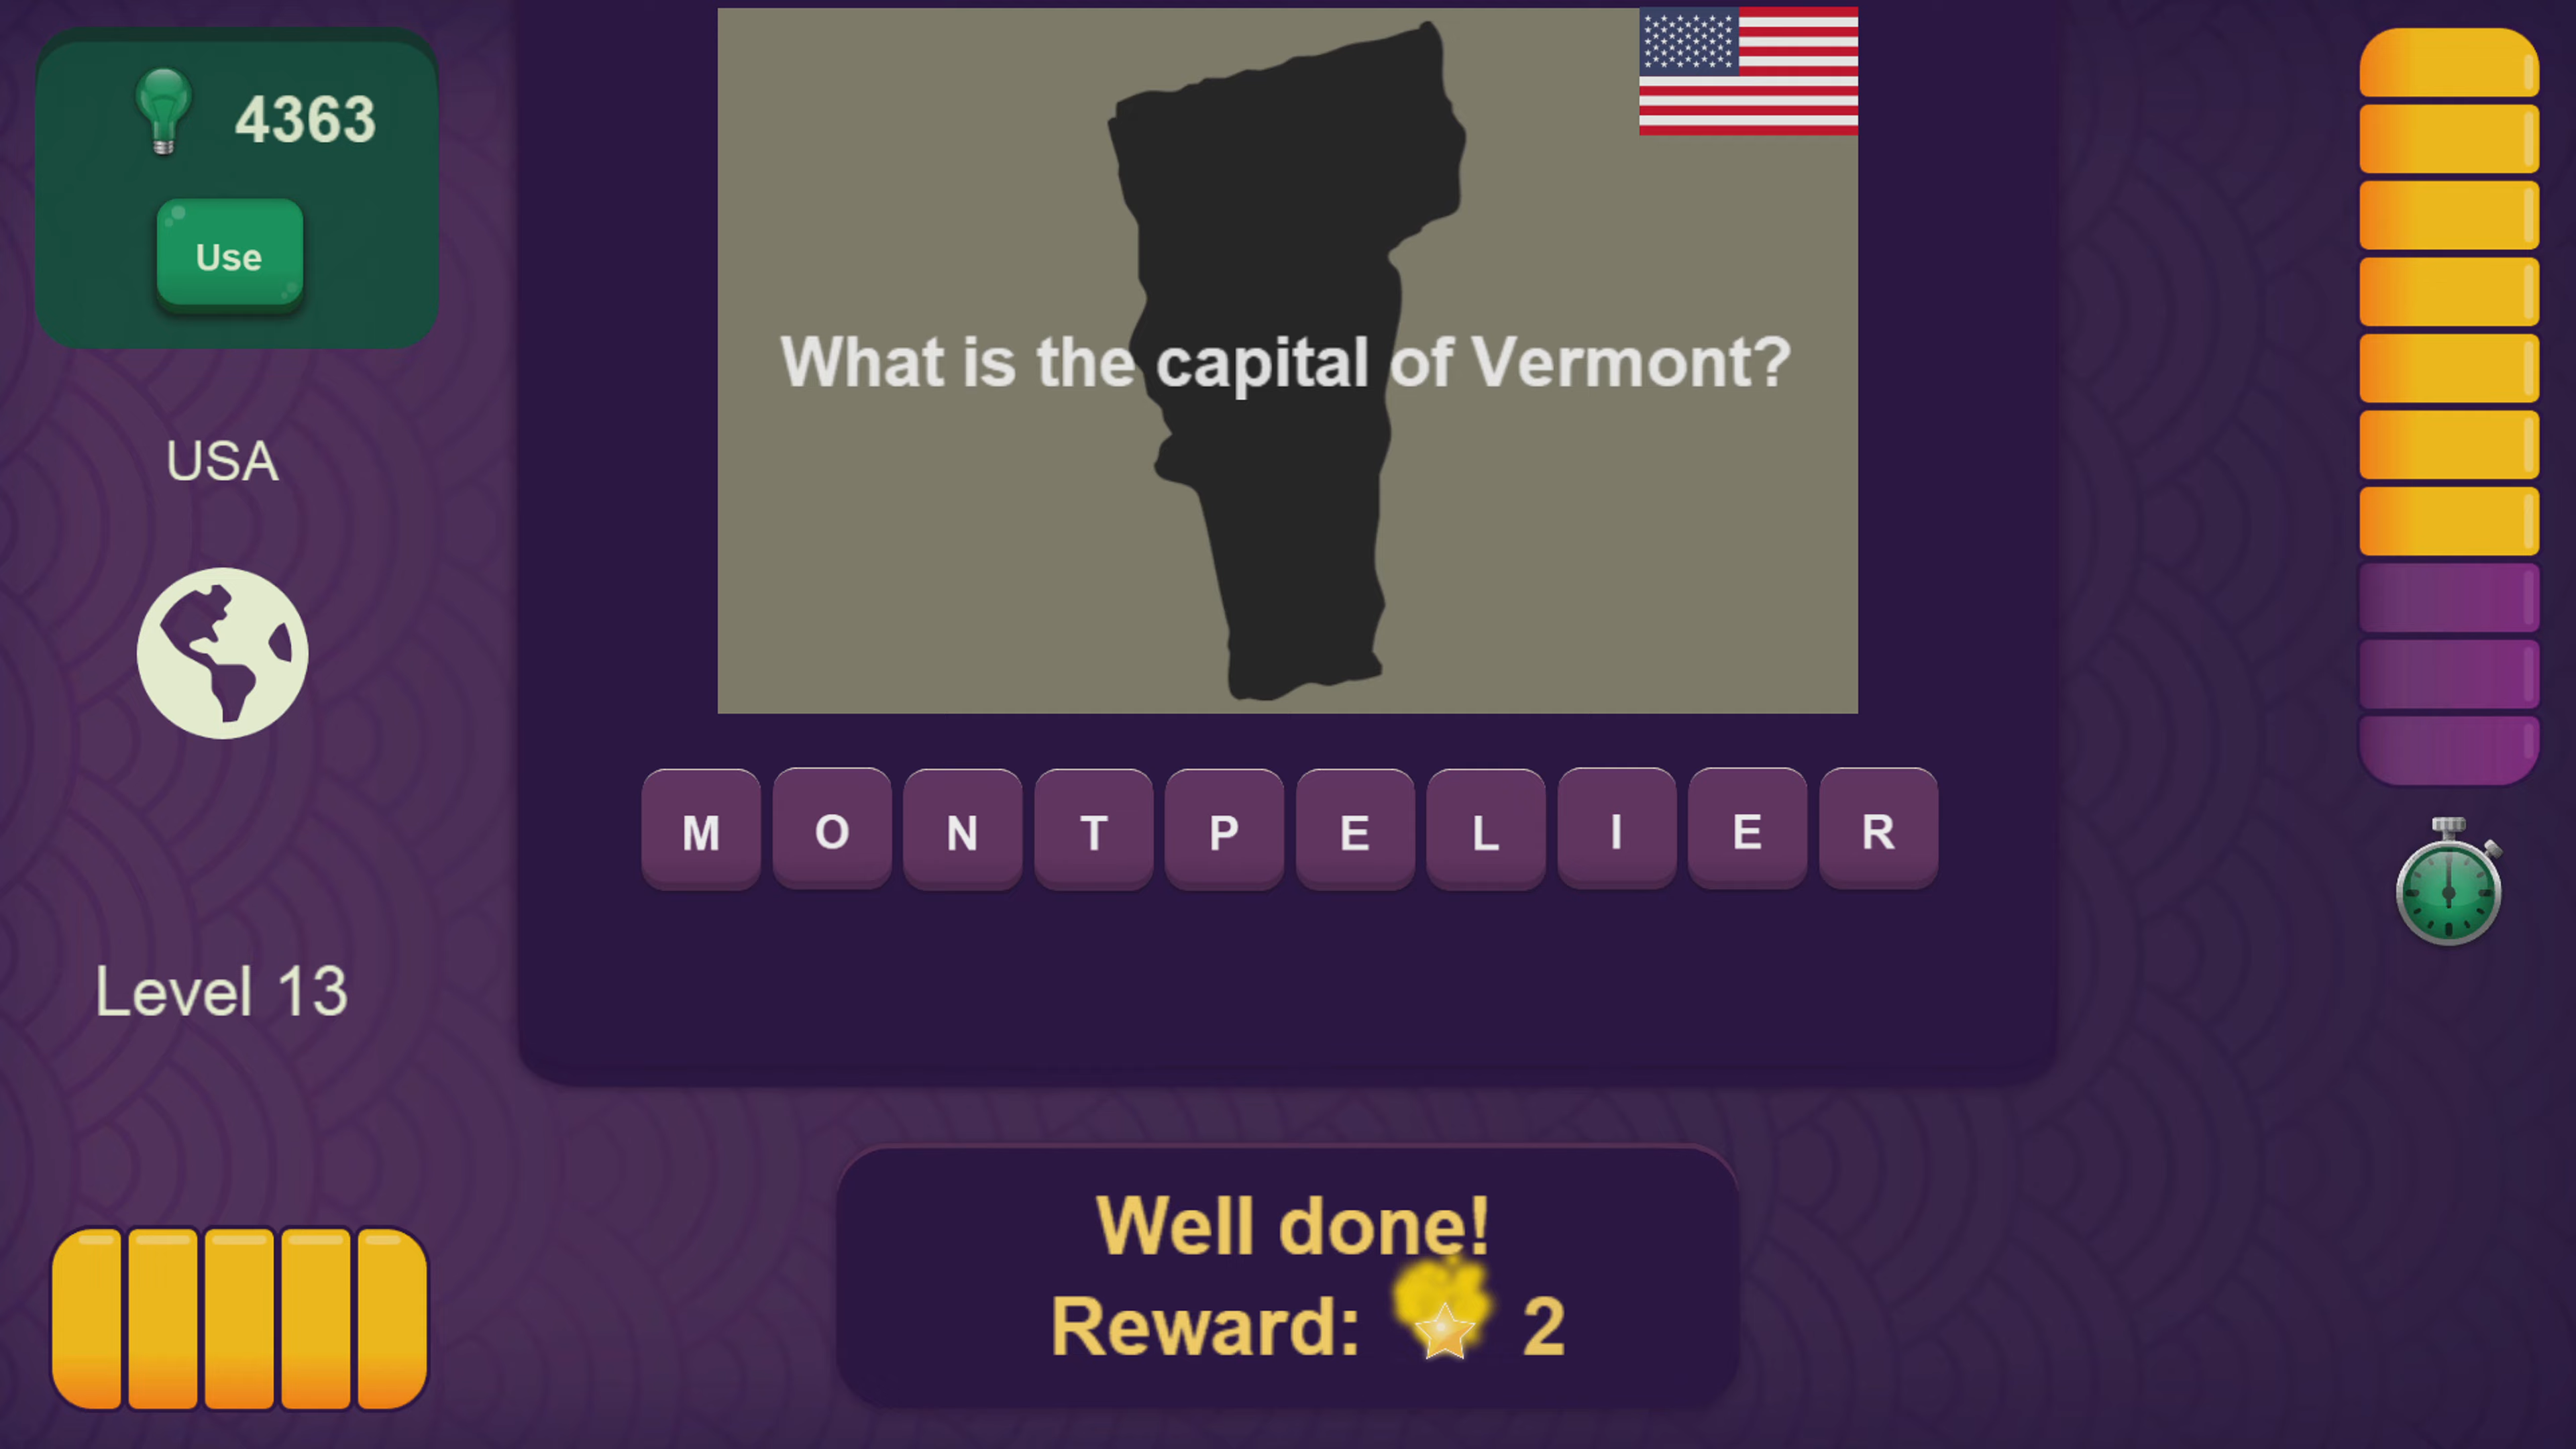 4363
Use
USA
Level 13
What is the capital of Vermont?
M O N T P E L I E R
Well done!
Reward: 2